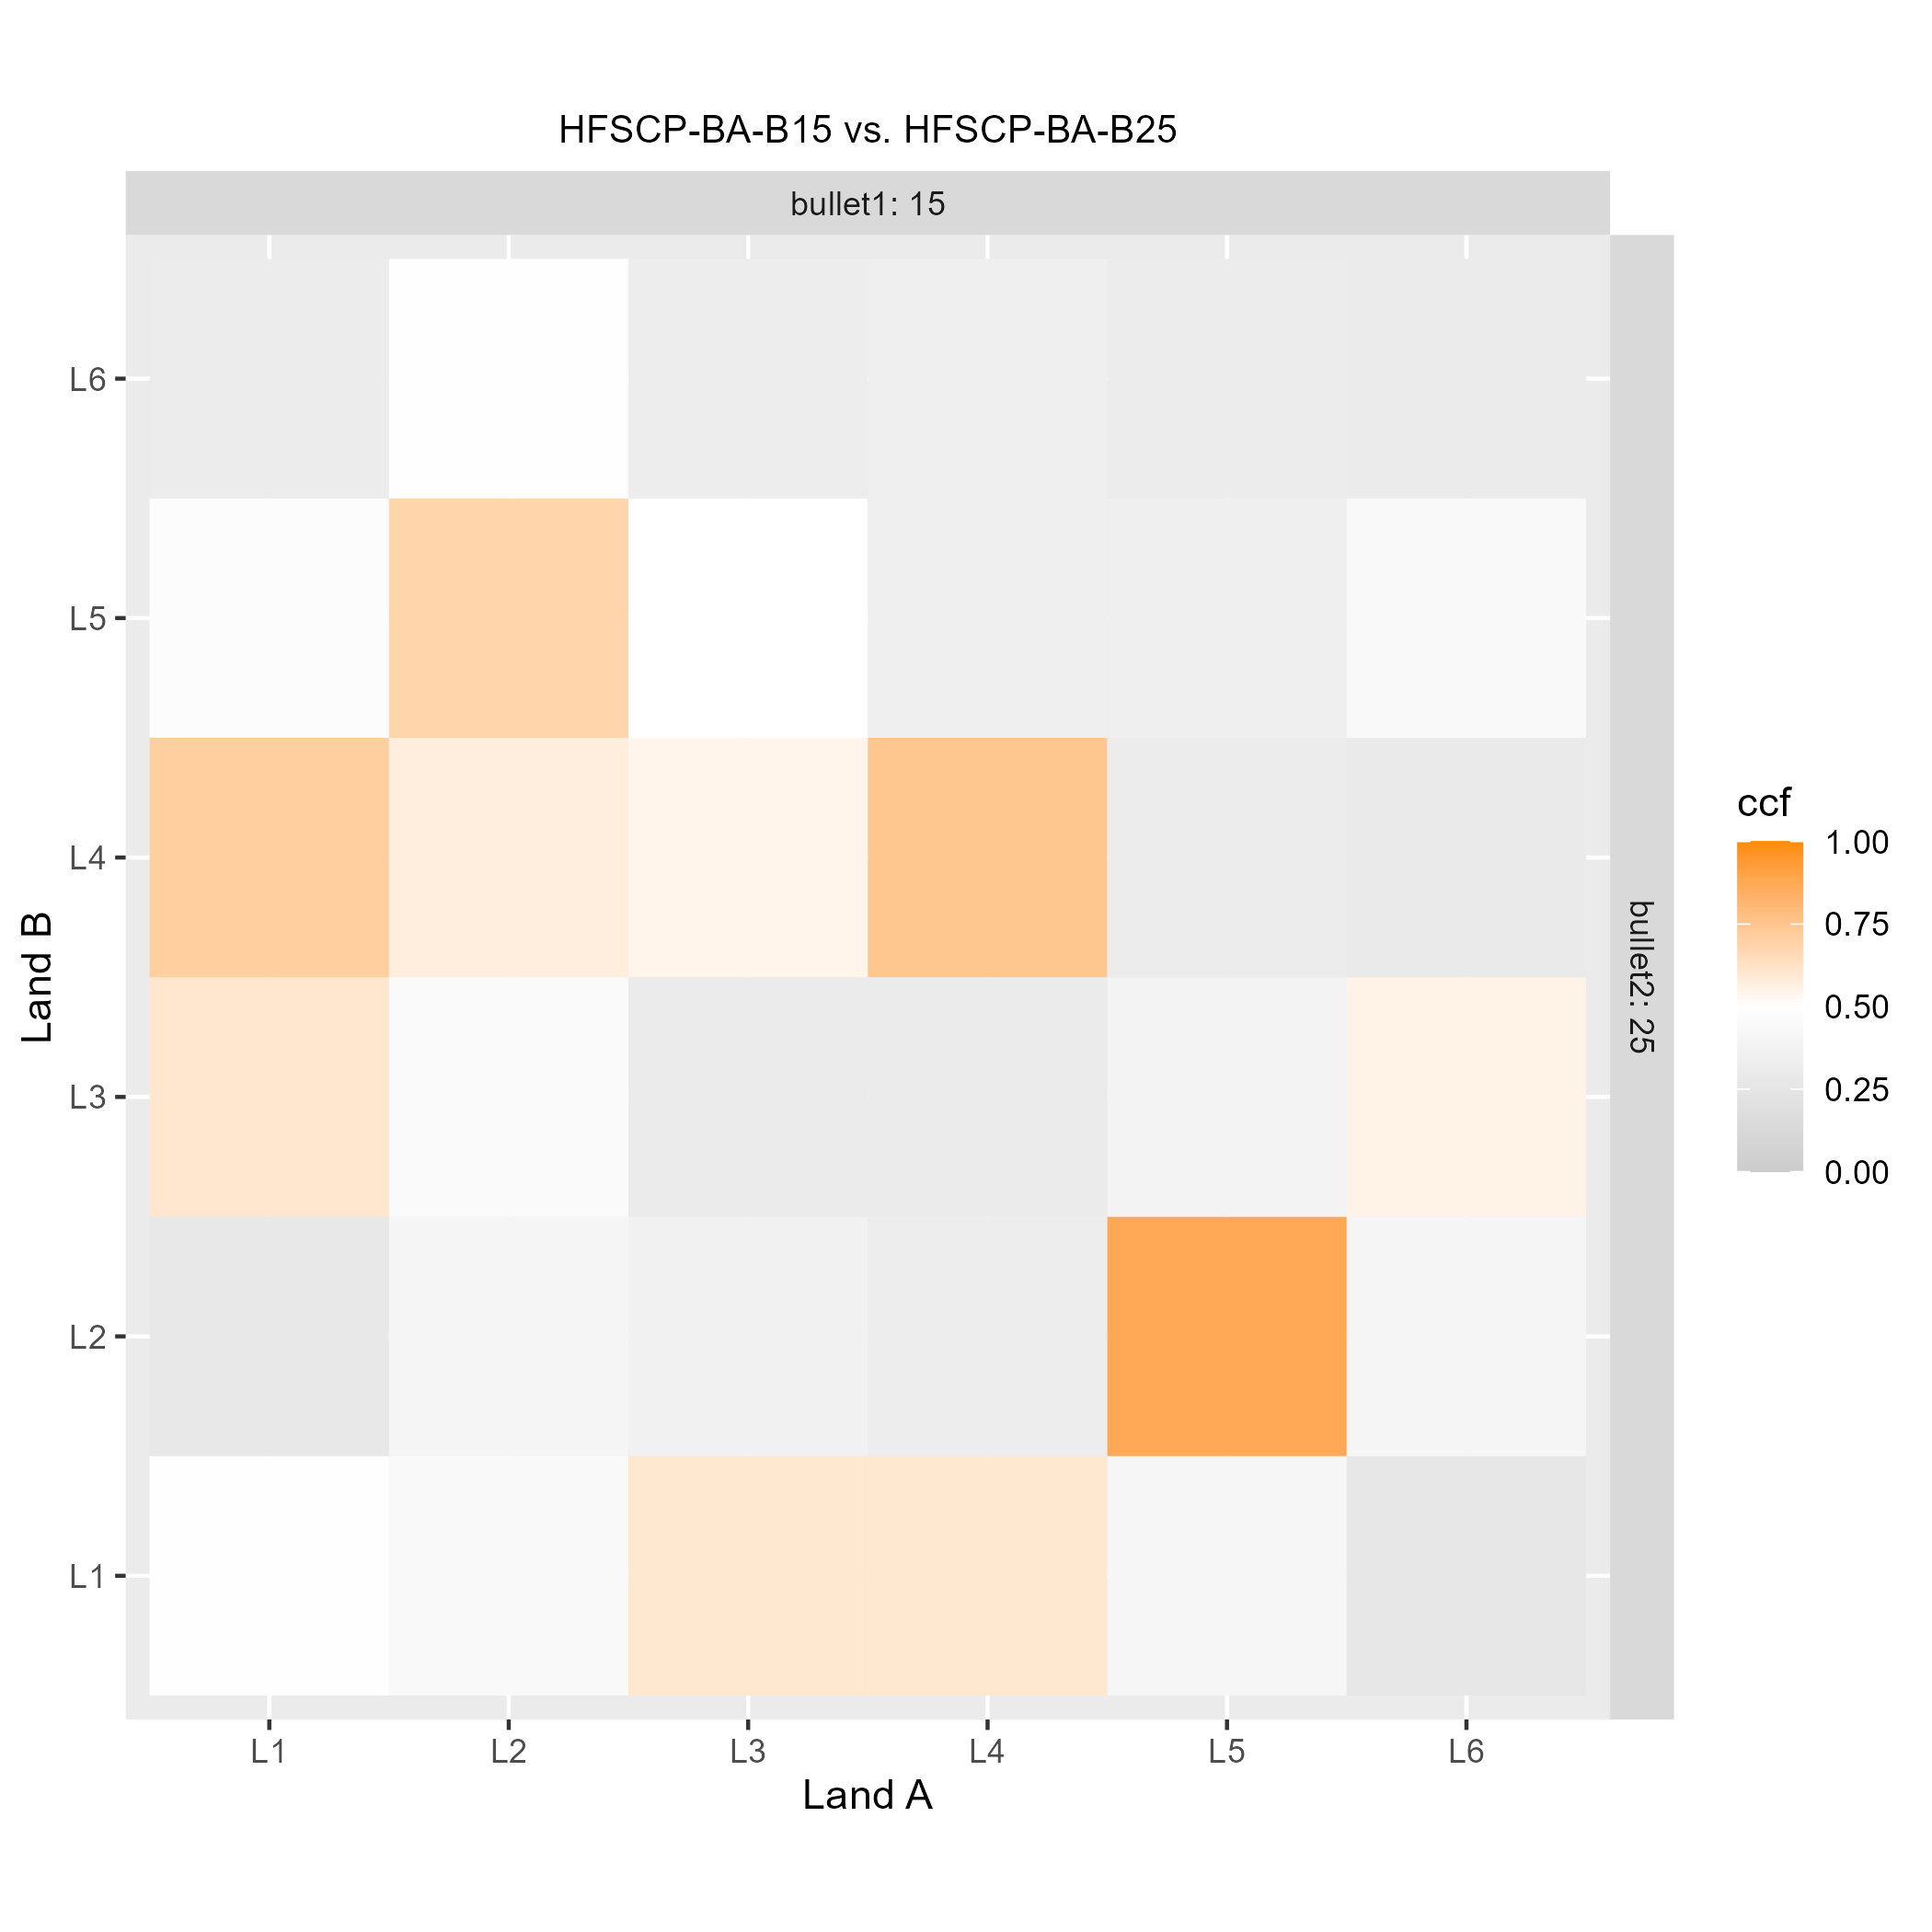 HFSCP-BA-B15 vs. HFSCP-BA-B25
bullet1: 15
L6
L5
L4
L3
L2
L1
Land B
bullet2: 25
L1 L2 L3 L4 L5 L6
Land A
ccf
1.00
0.75
0.50
0.25
0.00